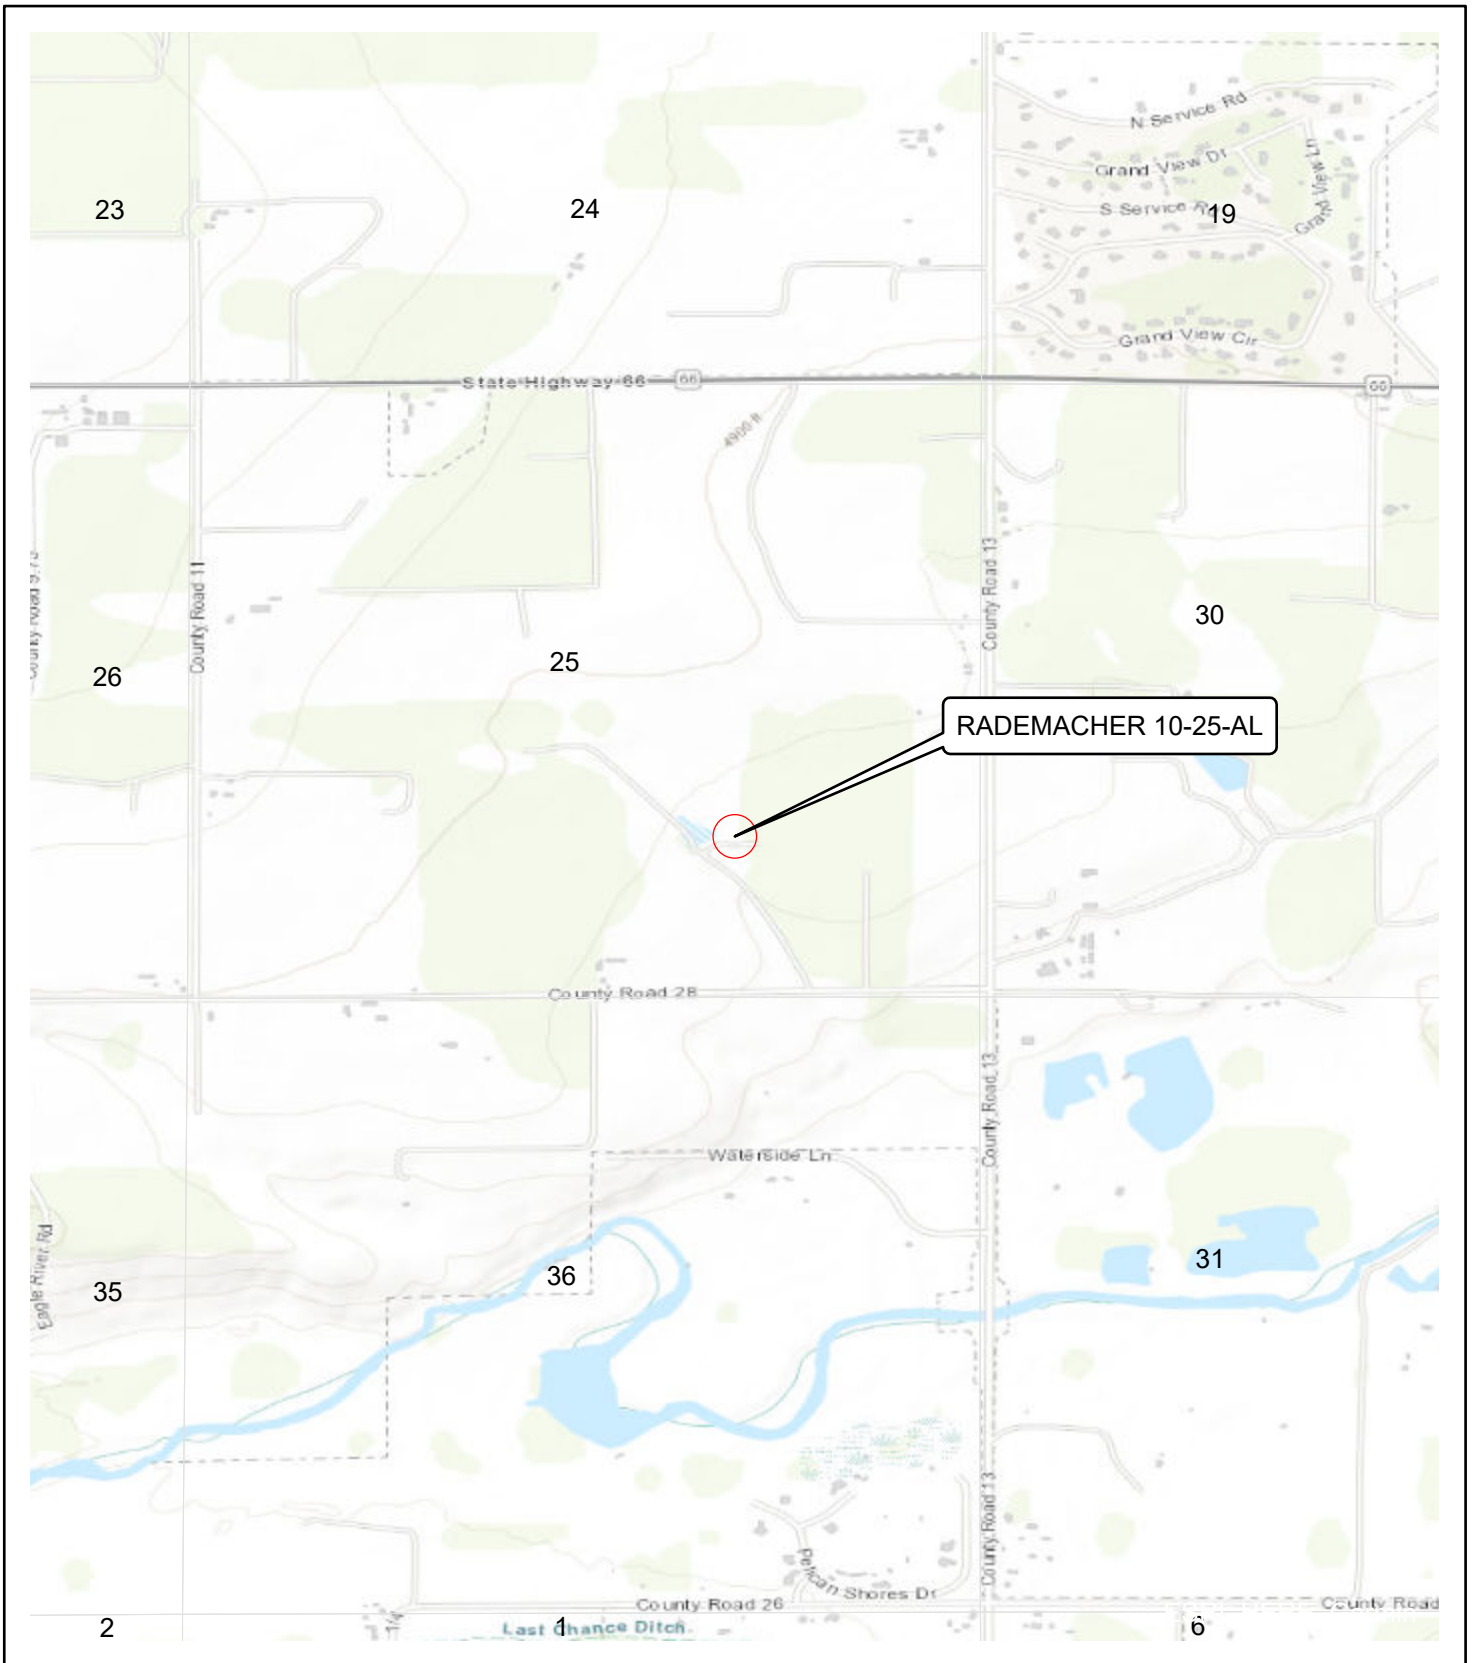 N Service Rd
Grand View Dr
Grand View Ln
23
24
S Service
19
Grand View Cir
State Highway 66
66
66
4900 ft
County Road 11
County Road 13
30
25
26
RADEMACHER 10-25-AL
County Road 28
County Road 13
Waterside Ln
Eagle River Rd
35
36
31
County Road 13
Pelican Shores Dr
County Road 26
County Road
2
Last Chance Ditch
1
6